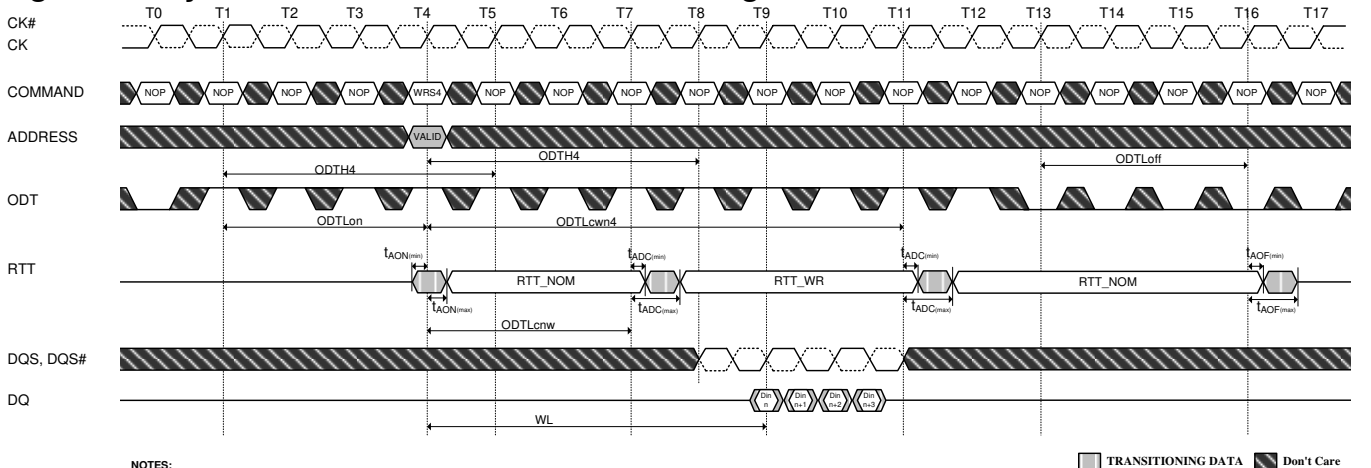 T0 T1 T2 T3 T4 T5 T6 T7 T8 T9 T10 T11 T12 T13 T14 T15 T16 T17
CK#
CK
COMMAND NOP NOP NOP NOP WRS4 NOP NOP NOP NOP NOP NOP NOP NOP NOP NOP NOP NOP NOP
ADDRESS VALID
ODTH4 ODTLoff
ODTH4
ODT
ODTLon ODTLcwn4
tAON(min) tADC(min) tADC(min) tAOF(min)
RTT RTT_NOM RTT_WR RTT_NOM
tAON(max) tADC(max) tADC(max) tAOF(max)
ODTLcnw
DQS, DQS#
DQ Din n Din n+1 Din n+2 Din n+3
WL
NOTES: TRANSITIONING DATA Don't Care